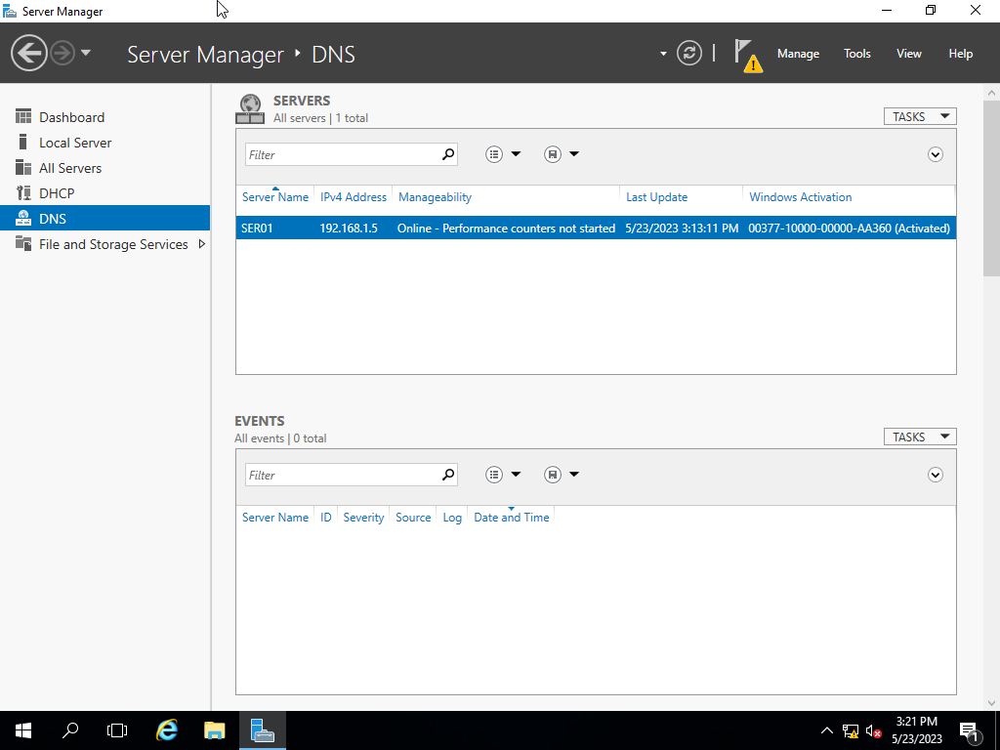 Server Manager
Server Manager ‣ DNS
Manage Tools View Help
Dashboard
Local Server
All Servers
DHCP
DNS
File and Storage Services
SERVERS
All servers | 1 total
TASKS
Filter
Server Name IPv4 Address Manageability Last Update Windows Activation
SER01 192.168.1.5 Online - Performance counters not started 5/23/2023 3:13:11 PM 00377-10000-00000-AA360 (Activated)
EVENTS
All events | 0 total
TASKS
Filter
Server Name ID Severity Source Log Date and Time
3:21 PM
5/23/2023
1